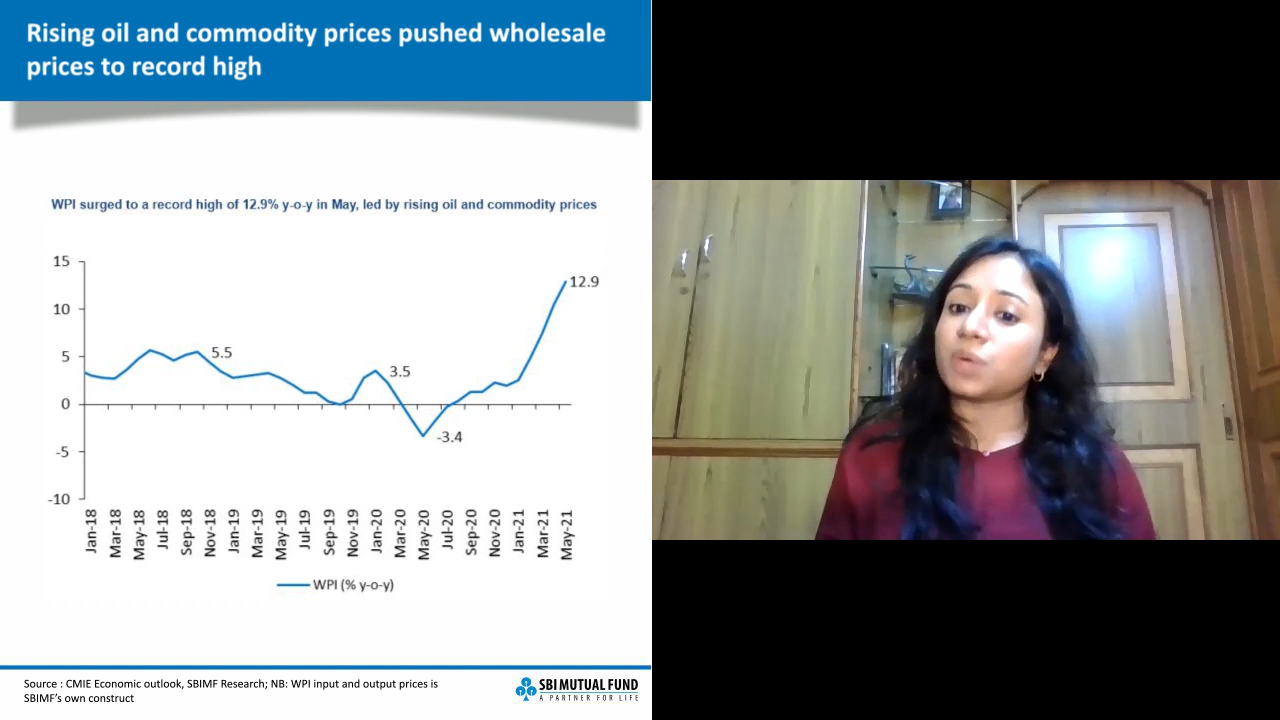 Rising oil and commodity prices pushed wholesale
prices to record high
WPI surged to a record high of 12.9% y-o-y in May, led by rising oil and commodity prices
15
10
5
0
-5
-10
5.5
3.5
-3.4
12.9
Jan-18
Mar-18
May-18
Jul-18
Sep-18
Nov-18
Jan-19
Mar-19
May-19
Jul-19
Sep-19
Nov-19
Jan-20
Mar-20
May-20
Jul-20
Sep-20
Nov-20
Jan-21
Mar-21
May-21
WPI (% y-o-y)
Source : CMIE Economic outlook, SBIMF Research; NB: WPI input and output prices is
SBIMF's own construct
SBI MUTUAL FUND
A PARTNER FOR LIFE